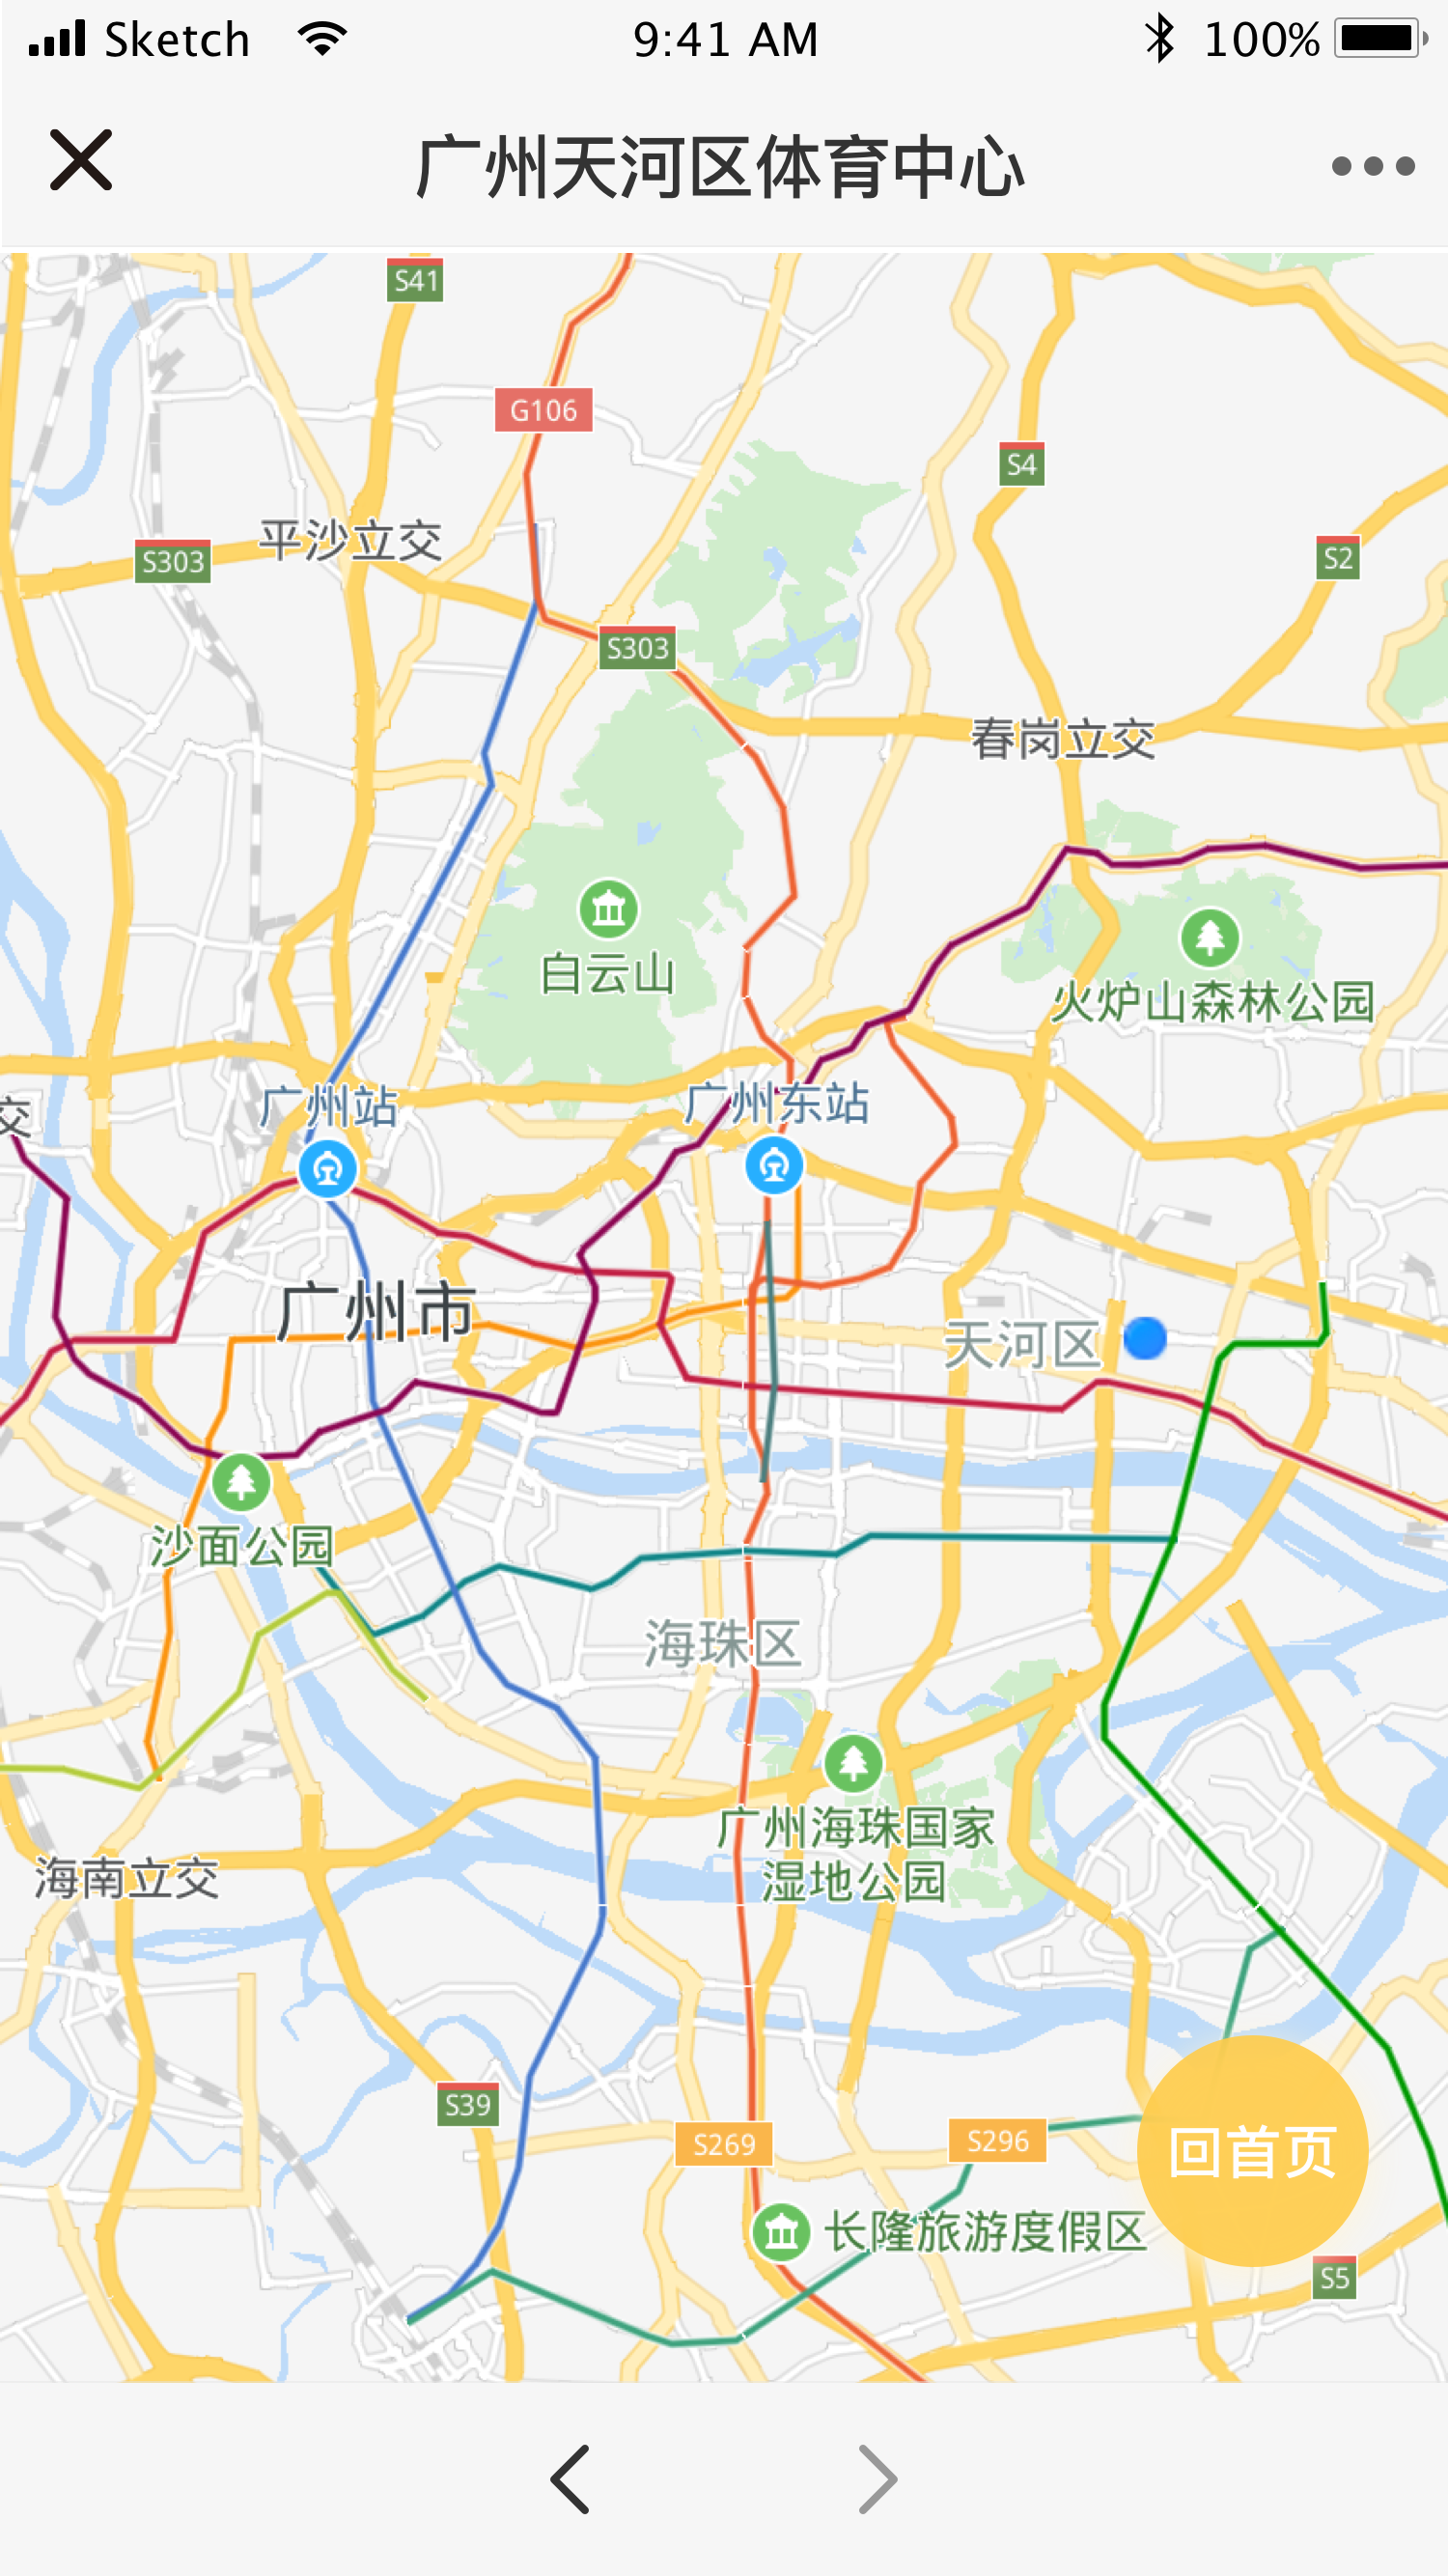 Sketch 9:41 AM 100%
广州天河区体育中心
S41
G106
S4
平沙立交
S303
S2
S303
春岗立交
白云山
火炉山森林公园
广州站
广州东站
交
广州市
天河区
沙面公园
海珠区
广州海珠国家
湿地公园
海南立交
S39
S269
S296
回首页
长隆旅游度假区
S5